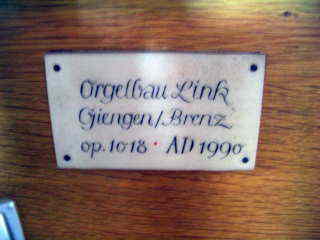 Orgelbau Link
Giengen/Brenz
op. 1018 · AD 1990